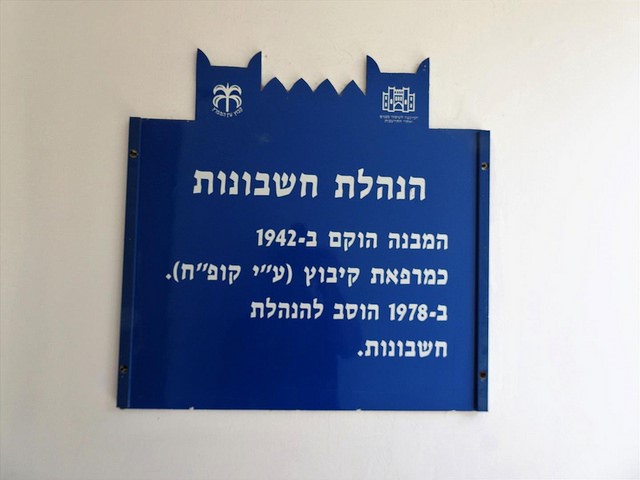 הנהלת חשבונות
המבנה הוקם ב-1942
כמרפאת קיבוץ (ע״י קופ״ח).
ב-1978 הוסב להנהלת
חשבונות.